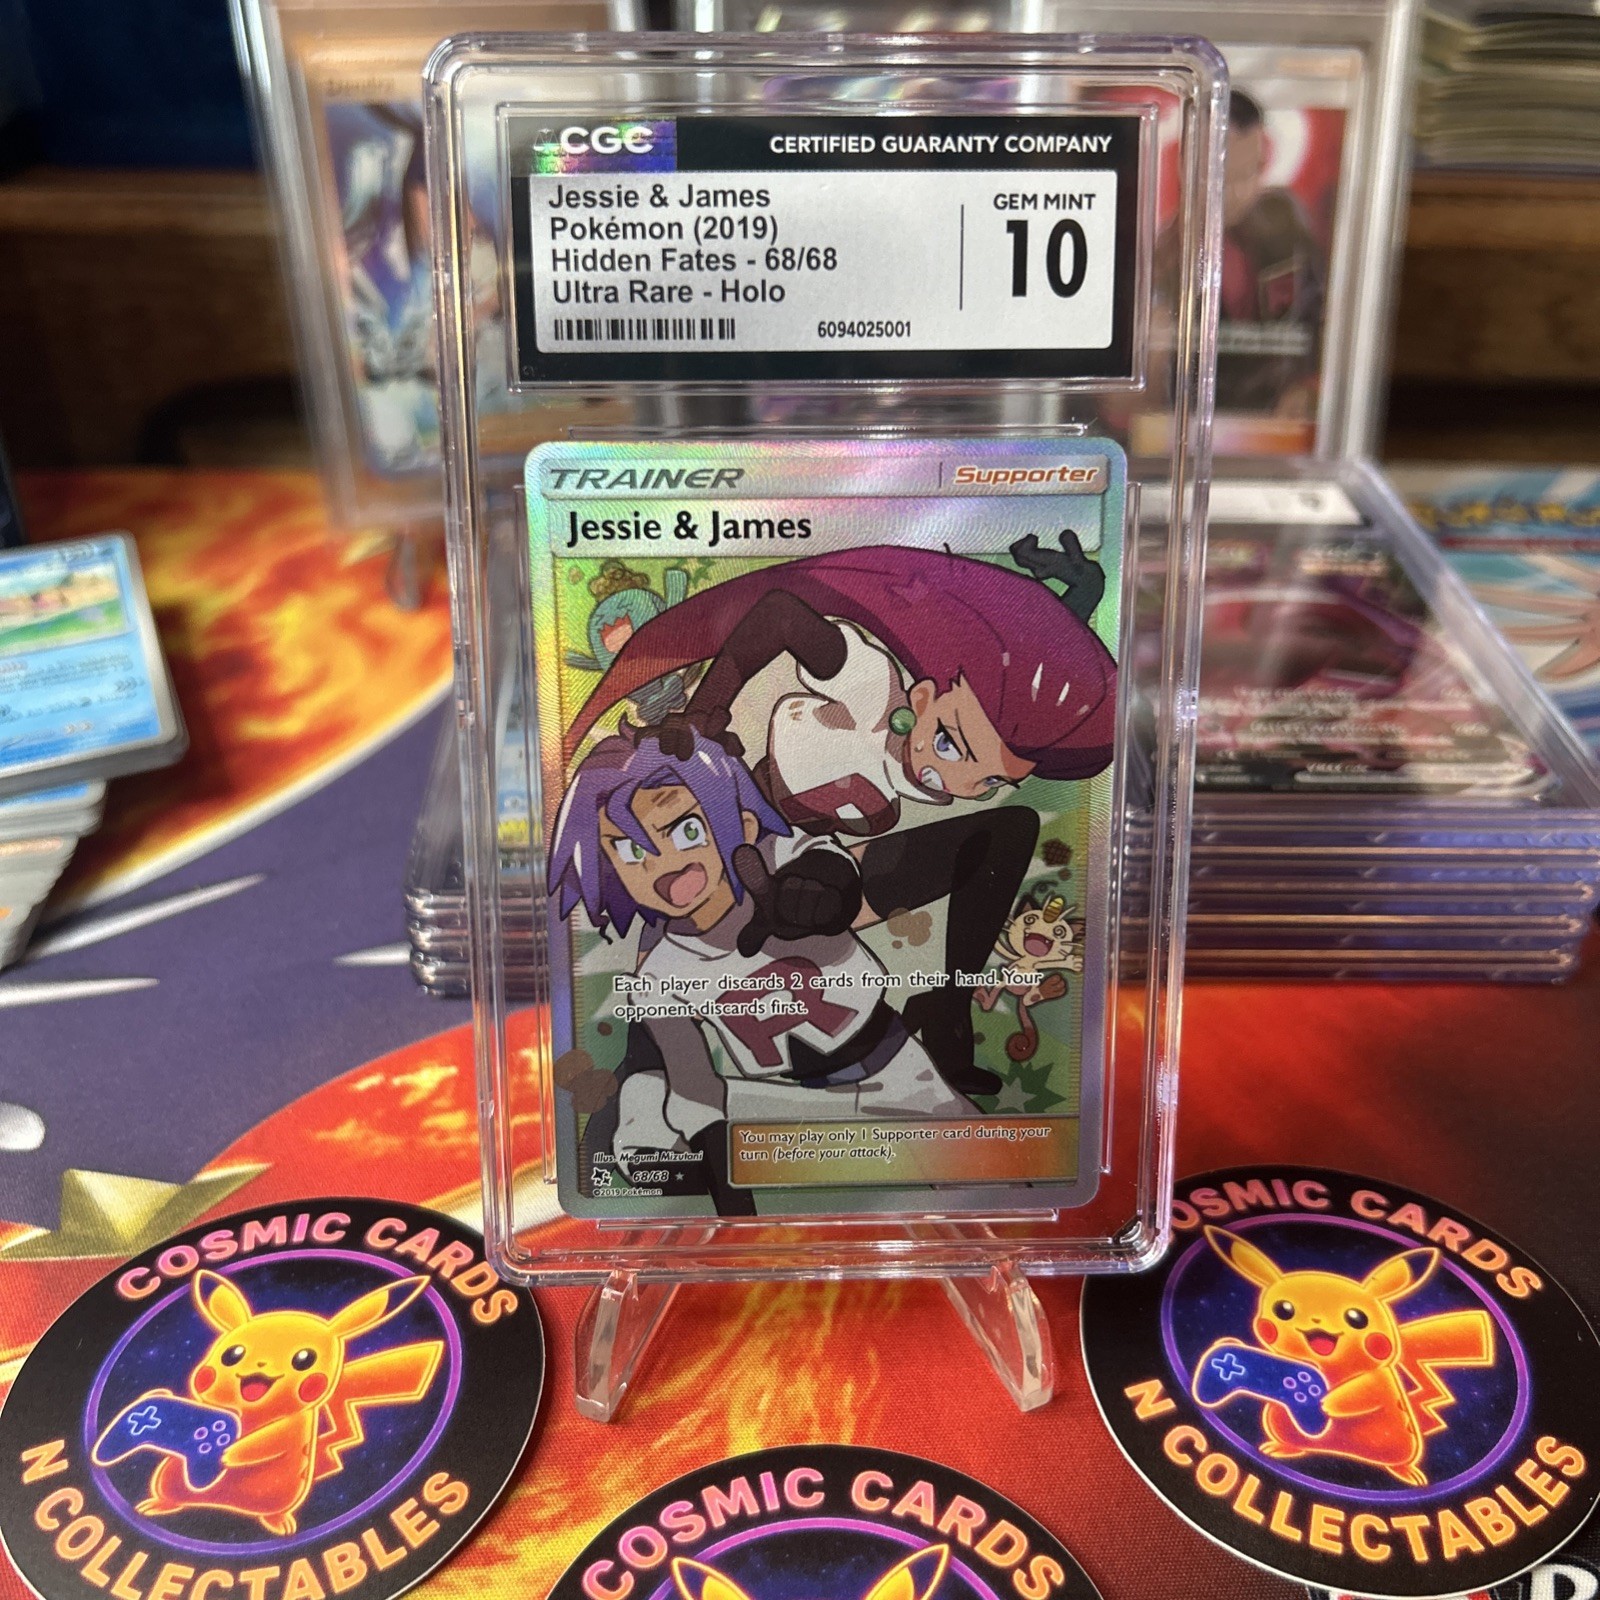 CGC
CERTIFIED GUARANTY COMPANY
Jessie & James
Pokémon (2019)
Hidden Fates - 68/68
Ultra Rare - Holo
6094025001
GEM MINT
10
TRAINER
Supporter
Jessie & James
R
R
Each player discards 2 cards from their hand. Your
opponent discards first.
You may play only 1 Supporter card during your
turn (before your attack).
Illus. Megumi Mizutani
68/68
©2019 Pokémon
COSMIC CARDS
N COLLECTABLES
COSMIC CARDS
N COLLECTABLES
COSMIC CARDS